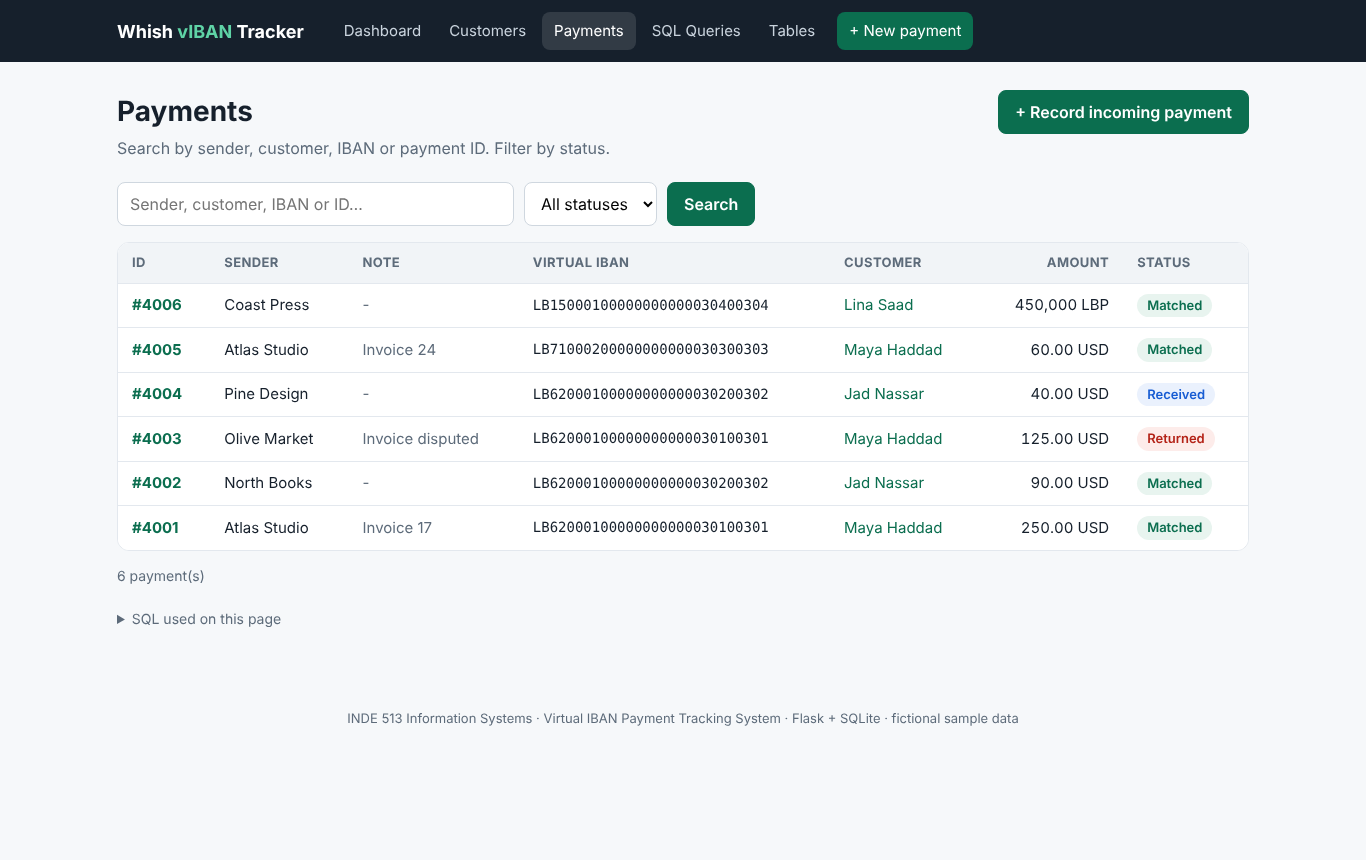 Whish vIBAN Tracker Dashboard Customers Payments SQL Queries Tables + New payment
Payments
+ Record incoming payment
Search by sender, customer, IBAN or payment ID. Filter by status.
Sender, customer, IBAN or ID... All statuses Search
ID SENDER NOTE VIRTUAL IBAN CUSTOMER AMOUNT STATUS
#4006 Coast Press - LB15000100000000000030400304 Lina Saad 450,000 LBP Matched
#4005 Atlas Studio Invoice 24 LB71000200000000000030300303 Maya Haddad 60.00 USD Matched
#4004 Pine Design - LB62000100000000000030200302 Jad Nassar 40.00 USD Received
#4003 Olive Market Invoice disputed LB62000100000000000030100301 Maya Haddad 125.00 USD Returned
#4002 North Books - LB62000100000000000030200302 Jad Nassar 90.00 USD Matched
#4001 Atlas Studio Invoice 17 LB62000100000000000030100301 Maya Haddad 250.00 USD Matched
6 payment(s)
SQL used on this page
INDE 513 Information Systems · Virtual IBAN Payment Tracking System · Flask + SQLite · fictional sample data